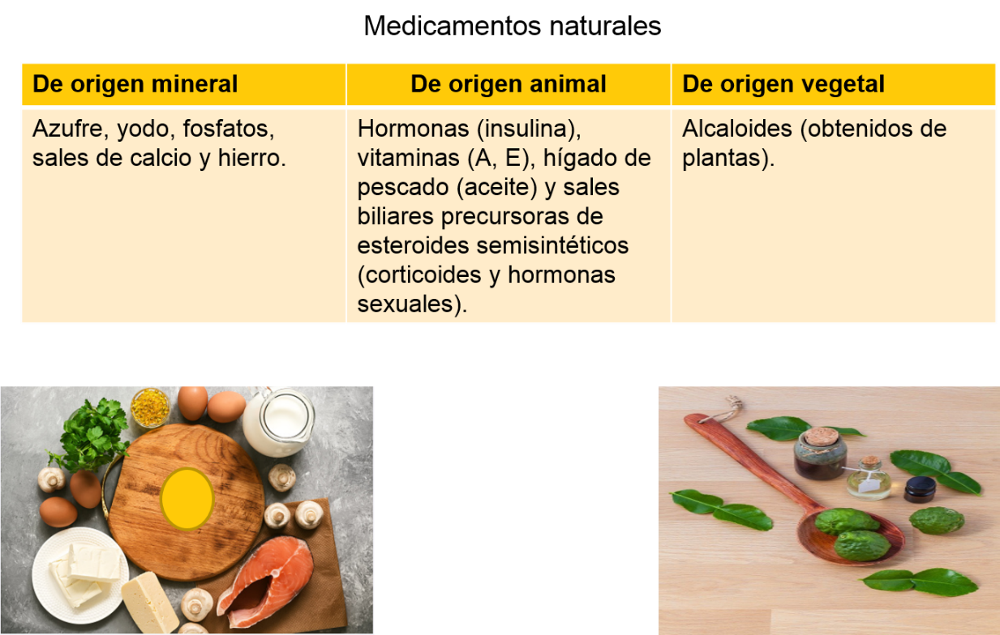 Medicamentos naturales
De origen mineral
De origen animal
De origen vegetal
Azufre, yodo, fosfatos,
sales de calcio y hierro.
Hormonas (insulina),
vitaminas (A, E), hígado de
pescado (aceite) y sales
biliares precursoras de
esteroides semisintéticos
(corticoides y hormonas
sexuales).
Alcaloides (obtenidos de
plantas).